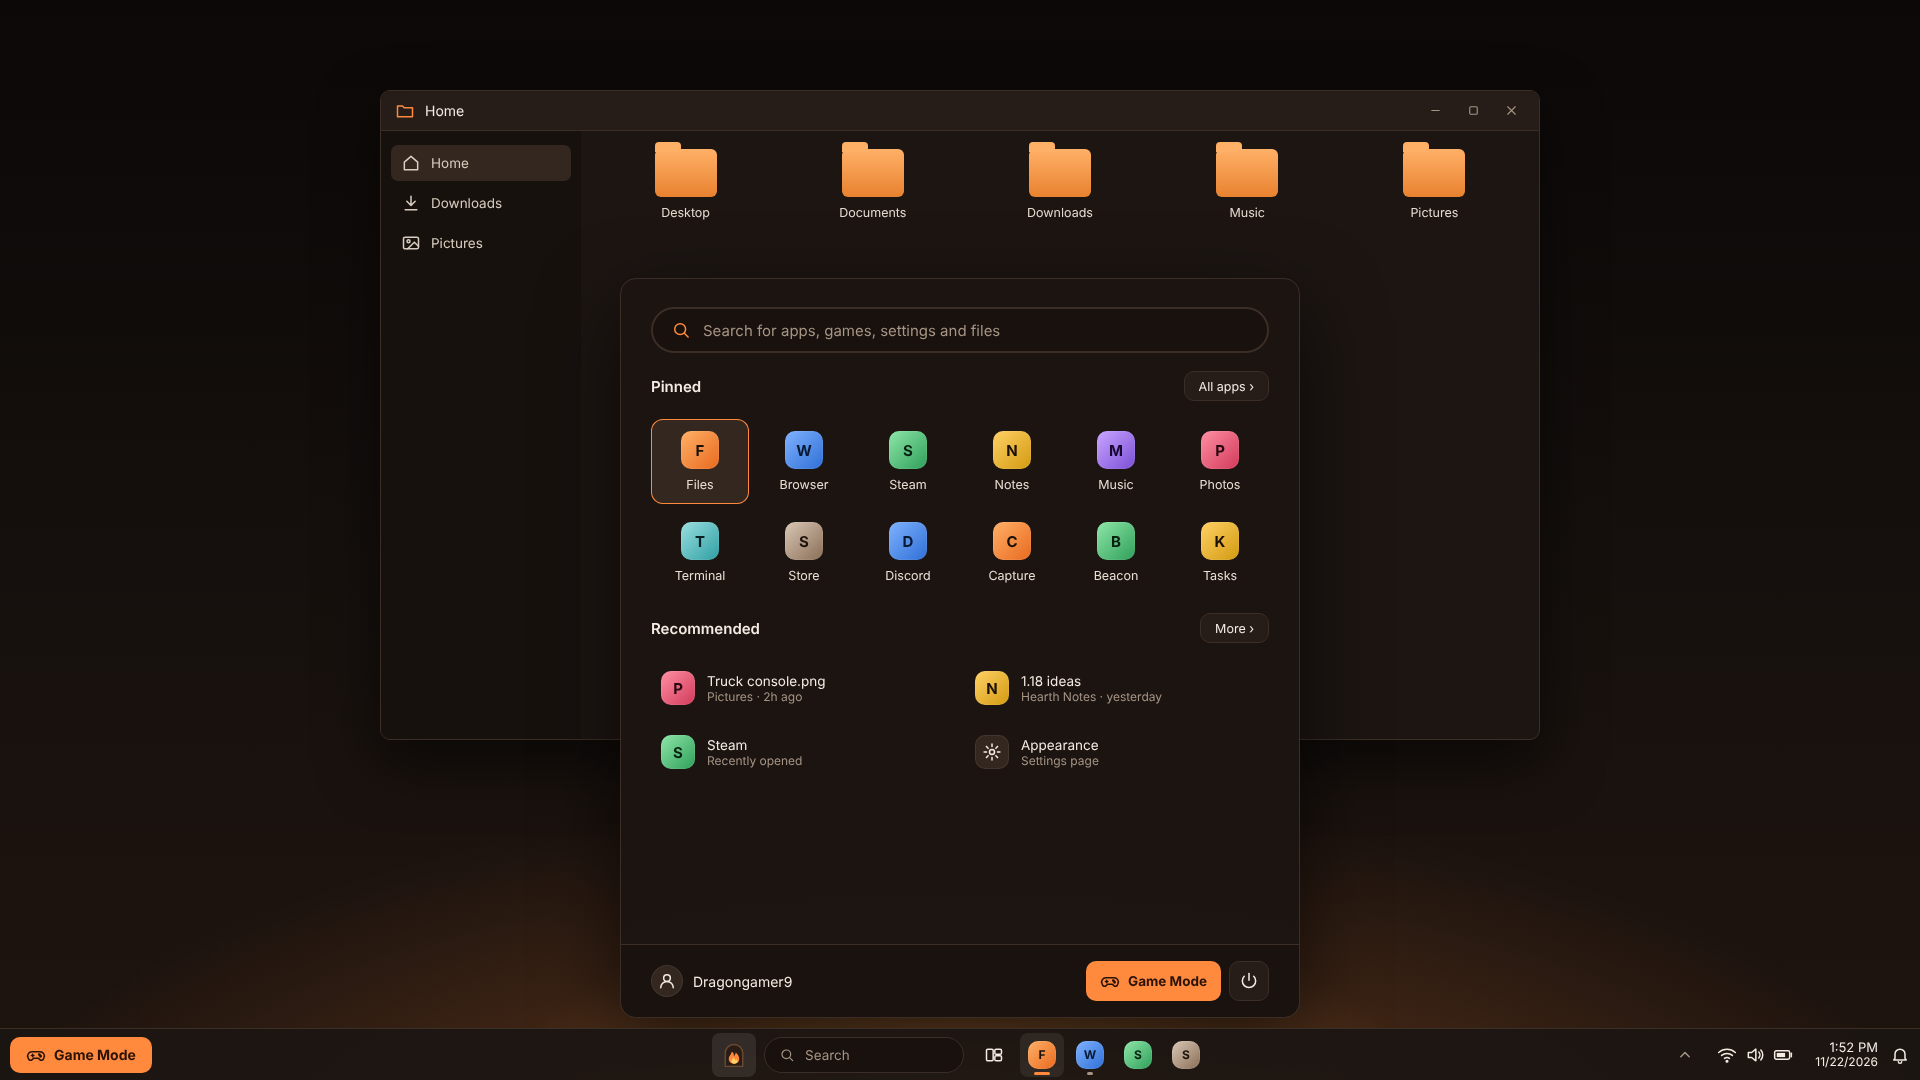 Home
Home
Downloads
Pictures
Desktop
Documents
Downloads
Music
Pictures
Search for apps, games, settings and files
Pinned
All apps ›
F
W
S
N
M
P
Files
Browser
Steam
Notes
Music
Photos
T
S
D
C
B
K
Terminal
Store
Discord
Capture
Beacon
Tasks
Recommended
More ›
P
Truck console.png
Pictures · 2h ago
N
1.18 ideas
Hearth Notes · yesterday
S
Steam
Recently opened
Appearance
Settings page
Dragongamer9
Game Mode
Game Mode
Search
F
W
S
S
1:52 PM
11/22/2026